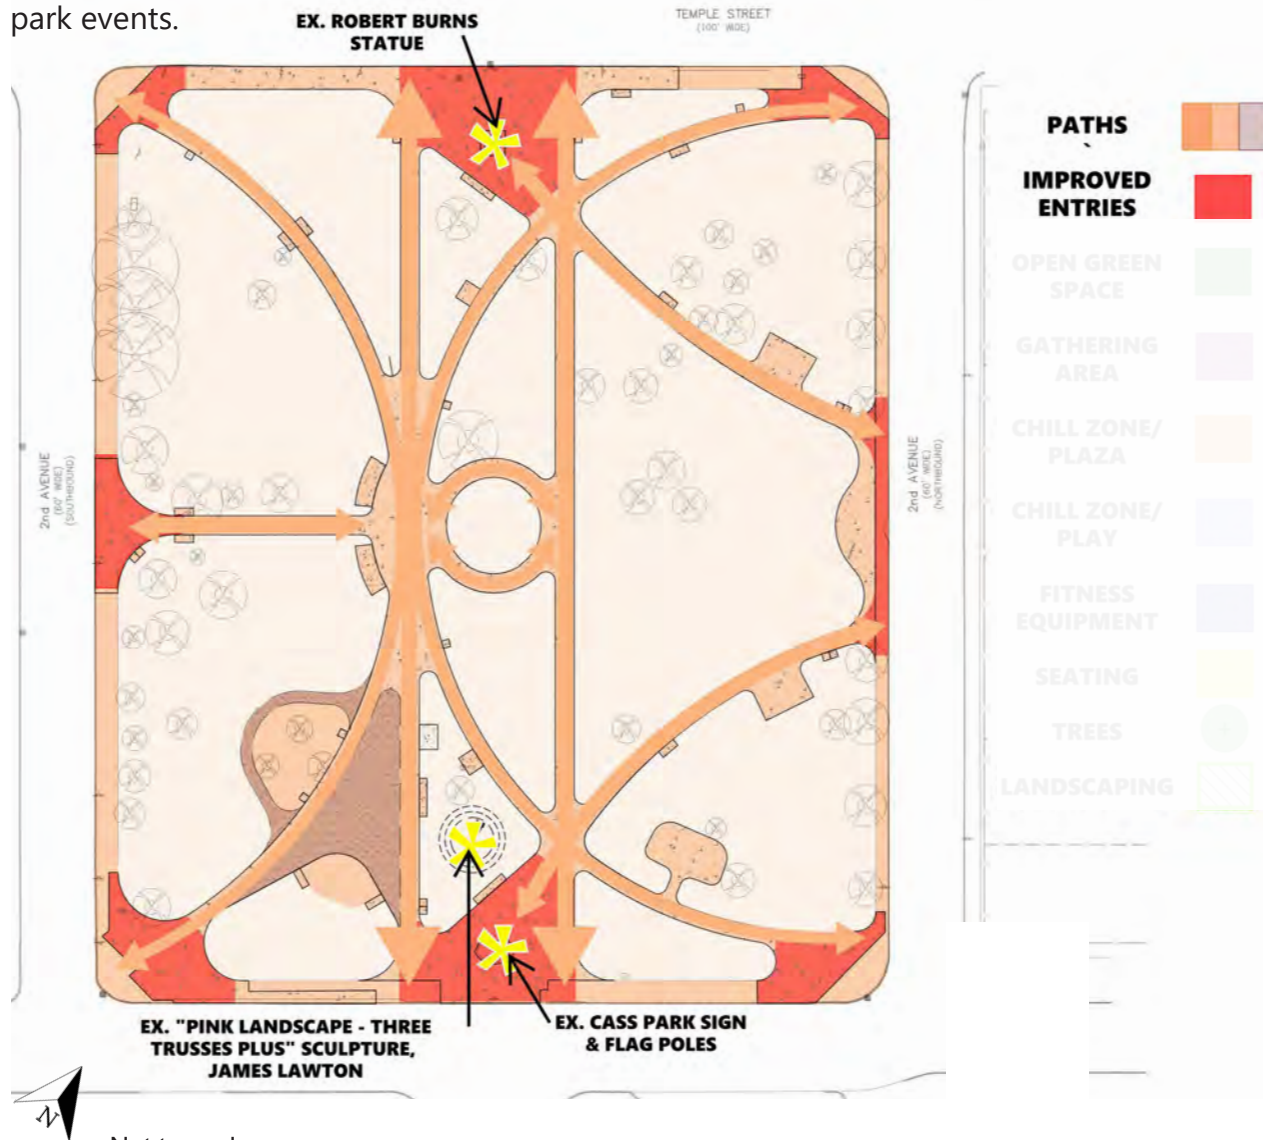 park events.
EX. ROBERT BURNS
STATUE
TEMPLE STREET
(100' WIDE)
PATHS
IMPROVED
ENTRIES
OPEN GREEN
SPACE
GATHERING
AREA
CHILL ZONE/
PLAZA
CHILL ZONE/
PLAY
FITNESS
EQUIPMENT
SEATING
TREES
LANDSCAPING
2nd AVENUE
(60' WIDE)
(SOUTHBOUND)
2nd AVENUE
(60' WIDE)
(NORTHBOUND)
EX. "PINK LANDSCAPE - THREE
TRUSSES PLUS" SCULPTURE,
JAMES LAWTON
EX. CASS PARK SIGN
& FLAG POLES
N